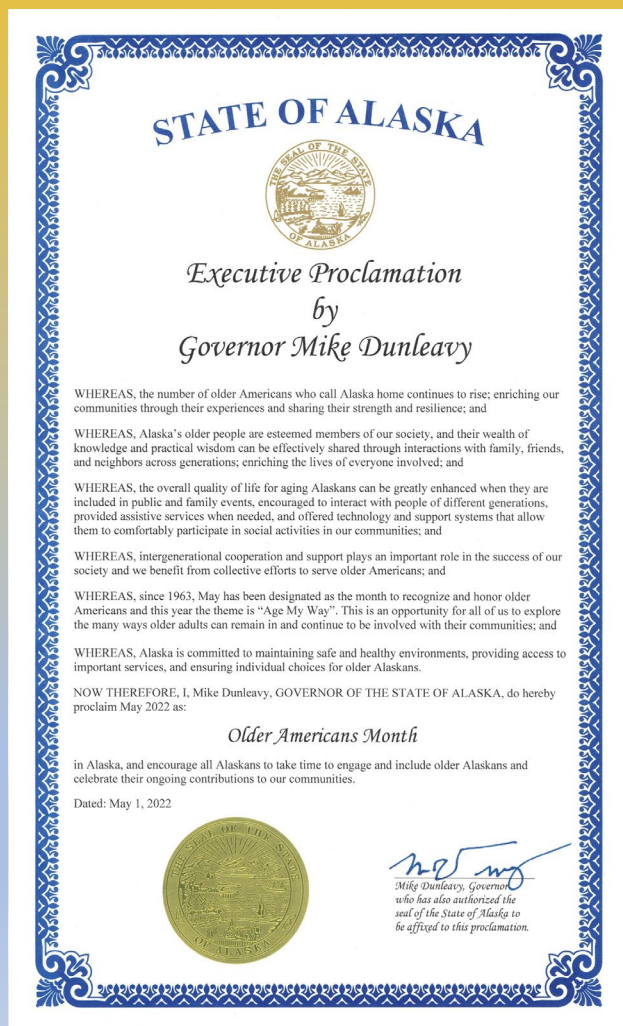 STATE OF ALASKA
THE SEAL OF THE STATE
OF ALASKA
Executive Proclamation
by
Governor Mike Dunleavy
WHEREAS, the number of older Americans who call Alaska home continues to rise; enriching our
communities through their experiences and sharing their strength and resilience; and
WHEREAS, Alaska's older people are esteemed members of our society, and their wealth of
knowledge and practical wisdom can be effectively shared through interactions with family, friends,
and neighbors across generations; enriching the lives of everyone involved; and
WHEREAS, the overall quality of life for aging Alaskans can be greatly enhanced when they are
included in public and family events, encouraged to interact with people of different generations,
provided assistive services when needed, and offered technology and support systems that allow
them to comfortably participate in social activities in our communities; and
WHEREAS, intergenerational cooperation and support plays an important role in the success of our
society and we benefit from collective efforts to serve older Americans; and
WHEREAS, since 1963, May has been designated as the month to recognize and honor older
Americans and this year the theme is “Age My Way”. This is an opportunity for all of us to explore
the many ways older adults can remain in and continue to be involved with their communities; and
WHEREAS, Alaska is committed to maintaining safe and healthy environments, providing access to
important services, and ensuring individual choices for older Alaskans.
NOW THEREFORE, I, Mike Dunleavy, GOVERNOR OF THE STATE OF ALASKA, do hereby
proclaim May 2022 as:
Older Americans Month
in Alaska, and encourage all Alaskans to take time to engage and include older Alaskans and
celebrate their ongoing contributions to our communities.
Dated: May 1, 2022
THE SEAL OF THE STATE
OF ALASKA
Mike Dunleavy, Governor
who has also authorized the
seal of the State of Alaska to
be affixed to this proclamation.